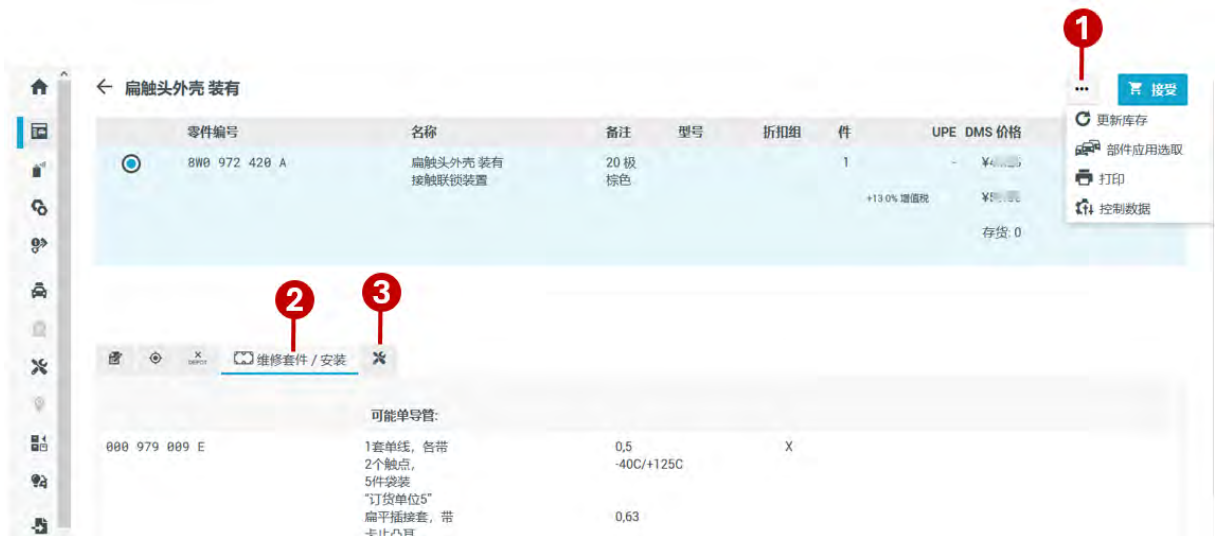 1
扁触头外壳 装有
接受
零件编号 名称 备注 型号 折扣组 件 UPE DMS 价格
更新库存
部件应用选取
打印
控制数据
8W0 972 420 A 扁触头外壳 装有 20 极 1 -
接触联锁装置 棕色
+13.0% 增值税
存货: 0
2 3
维修套件 / 安装
可能单导管:
000 979 009 E 1套单线，各带 0,5 X
2个触点， -40C/+125C
5件袋装
"订货单位5"
扁平插接套，带 0,63